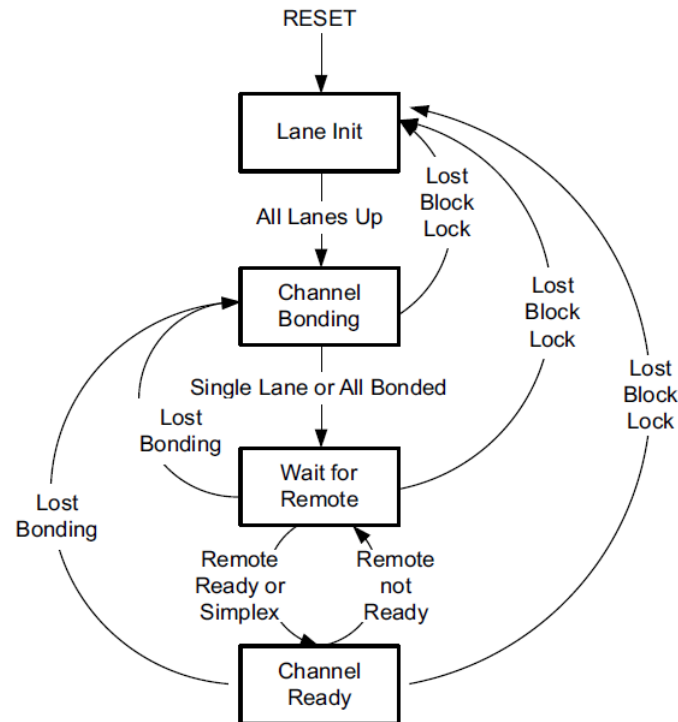 RESET
Lane Init
Lost
Block
Lock
All Lanes Up
Channel
Bonding
Lost
Block
Lock
Single Lane or All Bonded
Lost
Block
Lock
Lost
Bonding
Wait for
Remote
Lost
Bonding
Remote
Ready or
Simplex
Remote
not
Ready
Channel
Ready